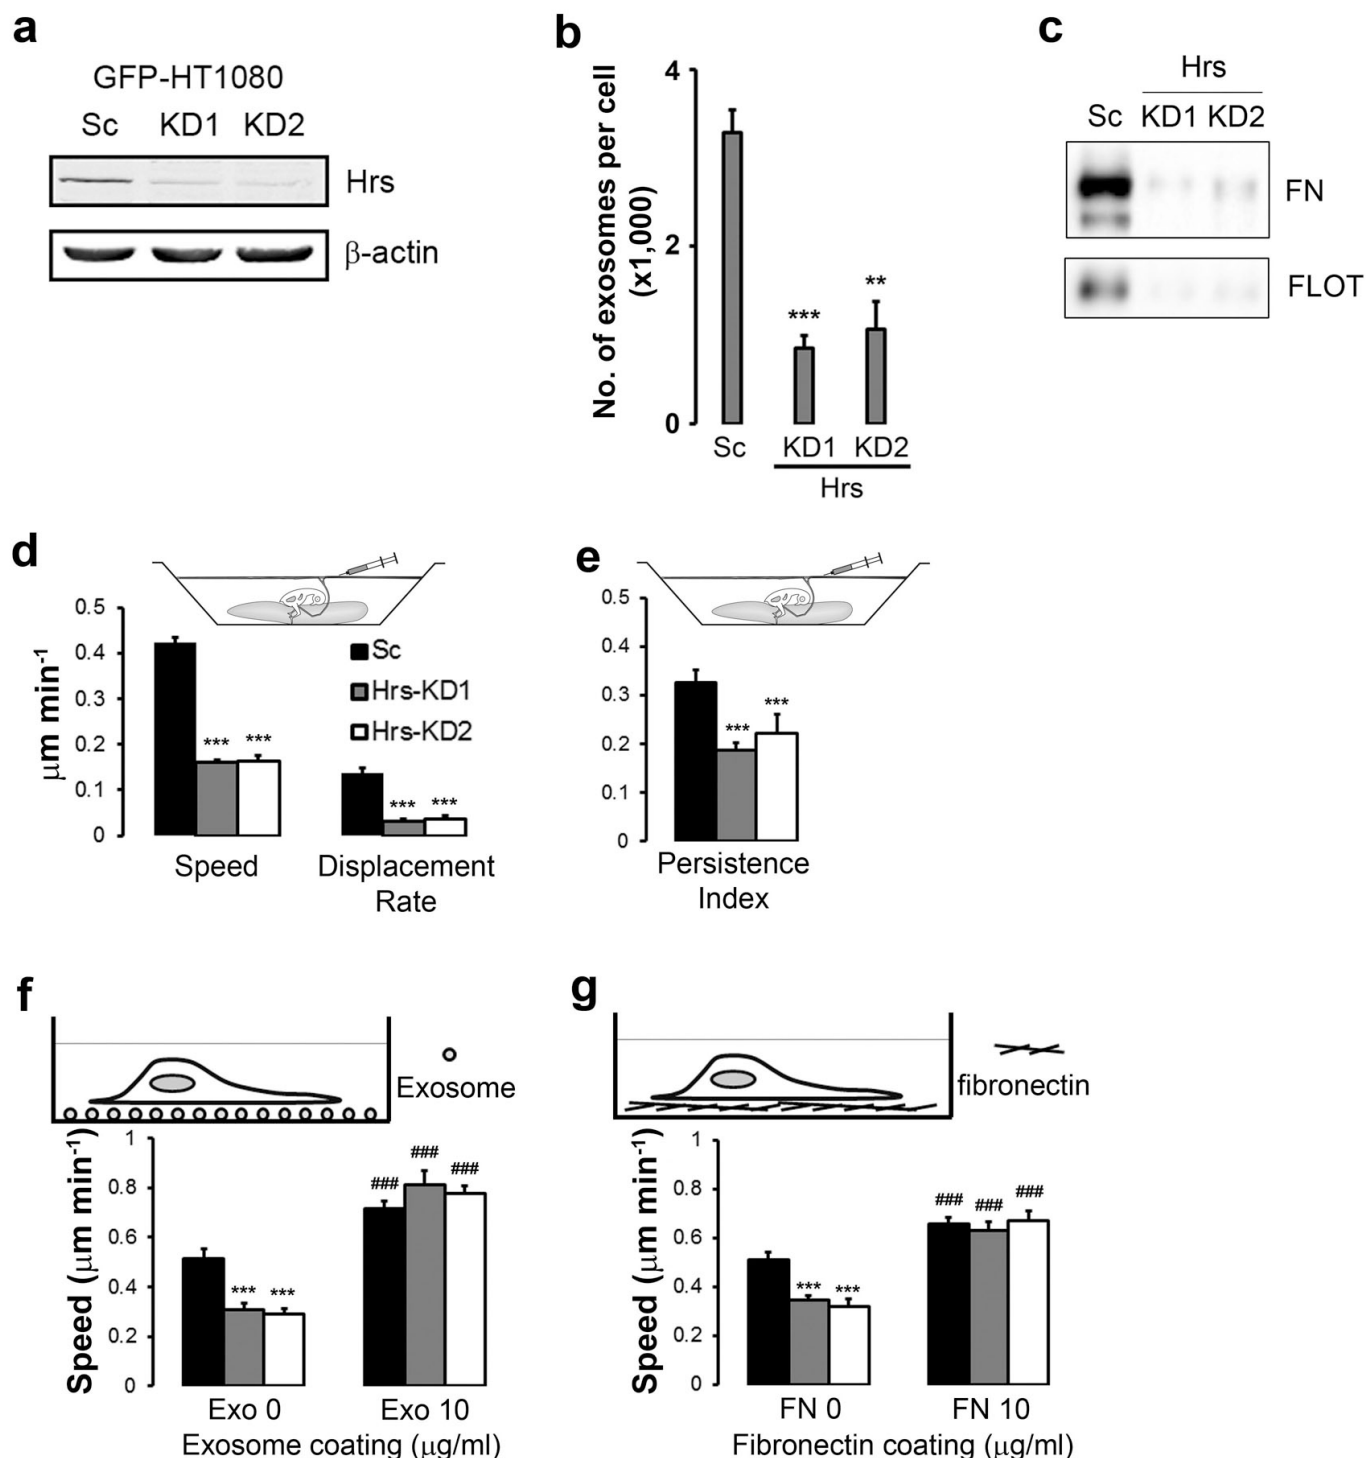 a
GFP-HT1080
Sc KD1 KD2
Hrs
β-actin
b
No. of exosomes per cell
(x1,000)
4
2
0
***
**
Sc KD1 KD2
Hrs
c
Hrs
Sc KD1 KD2
FN
FLOT
d
μm min⁻¹
0.5
0.4
0.3
0.2
0.1
0
*** ***
*** ***
Sc
Hrs-KD1
Hrs-KD2
Speed
Displacement
Rate
e
0.5
0.4
0.3
0.2
0.1
0
***
***
Persistence
Index
f
Exosome
Speed (μm min⁻¹)
1
0.8
0.6
0.4
0.2
0
*** ***
### ### ###
Exo 0 Exo 10
Exosome coating (μg/ml)
g
fibronectin
Speed (μm min⁻¹)
1
0.8
0.6
0.4
0.2
0
*** ***
### ### ###
FN 0 FN 10
Fibronectin coating (μg/ml)